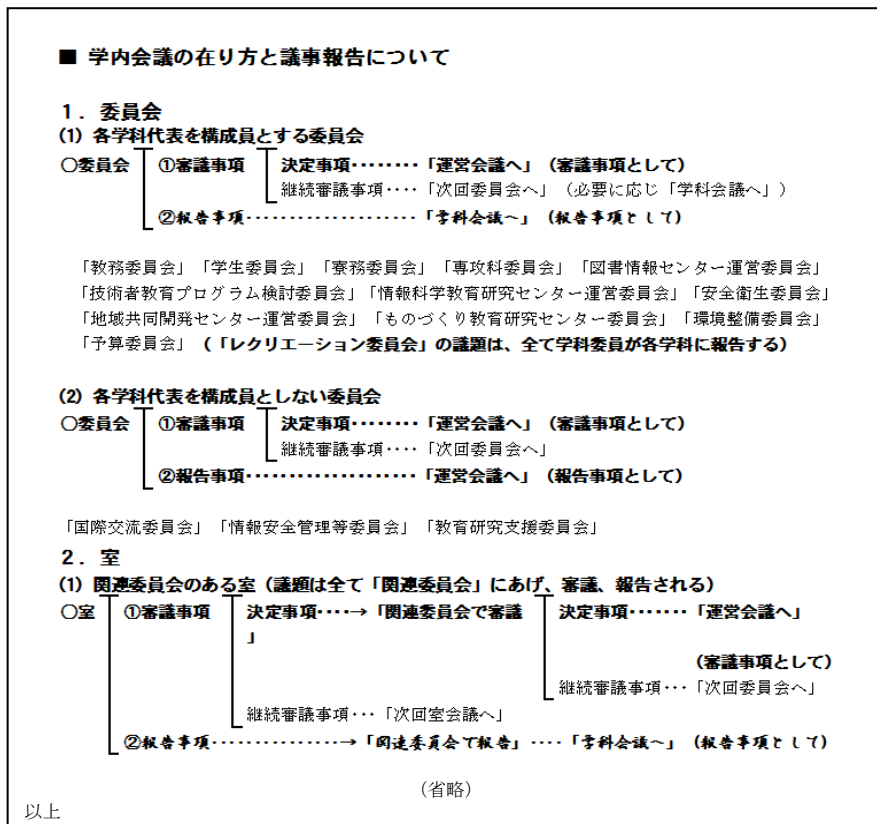 ■ 学内会議の在り方と議事報告について
1．委員会
(1) 各学科代表を構成員とする委員会
〇委員会 ①審議事項 決定事項････････「運営会議へ」（審議事項として）
継続審議事項････「次回委員会へ」（必要に応じ「学科会議へ」）
②報告事項････････････････････「学科会議へ」（報告事項として）
「教務委員会」「学生委員会」「寮務委員会」「専攻科委員会」「図書情報センター運営委員会」
「技術者教育プログラム検討委員会」「情報科学教育研究センター運営委員会」「安全衛生委員会」
「地域共同開発センター運営委員会」「ものづくり教育研究センター委員会」「環境整備委員会」
「予算委員会」（「レクリエーション委員会」の議題は、全て学科委員が各学科に報告する）
(2) 各学科代表を構成員としない委員会
〇委員会 ①審議事項 決定事項････････「運営会議へ」（審議事項として）
継続審議事項････「次回委員会へ」
②報告事項････････････････････「運営会議へ」（報告事項として）
「国際交流委員会」「情報安全管理等委員会」「教育研究支援委員会」
2．室
(1) 関連委員会のある室（議題は全て「関連委員会」にあげ、審議、報告される）
〇室 ①審議事項 決定事項････→「関連委員会で審議 決定事項･･･････「運営会議へ」
」
（審議事項として）
継続審議事項･･･「次回委員会へ」
継続審議事項･･･「次回室会議へ」
②報告事項･･･････････････→「関連委員会で報告」････「学科会議へ」（報告事項として）
（省略）
以上